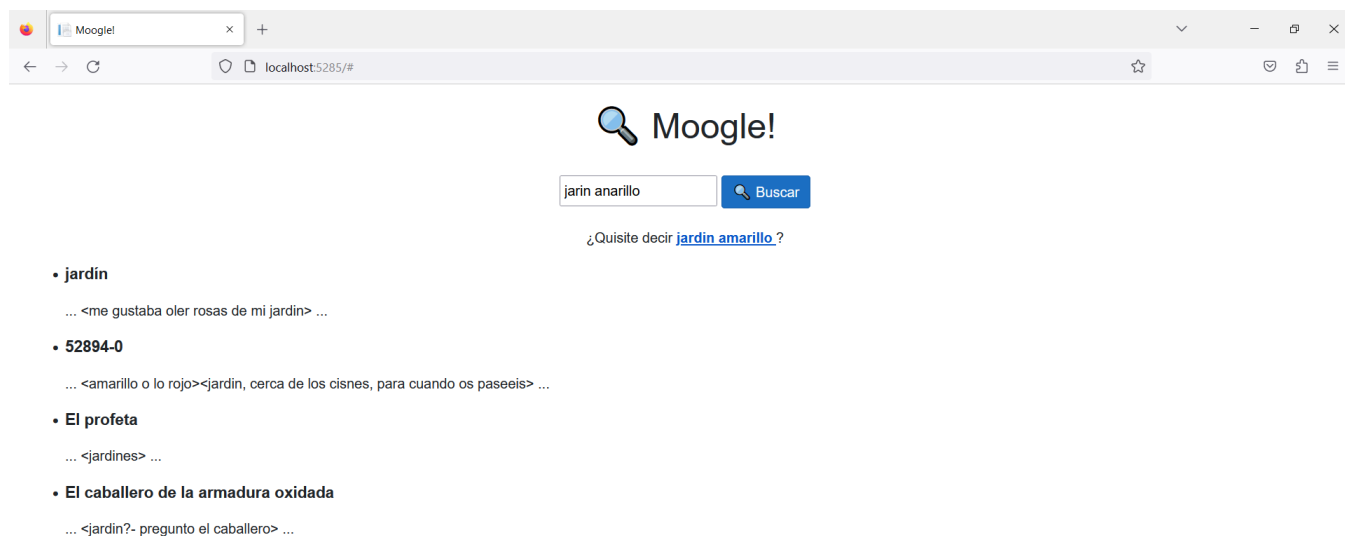 Moogle!
localhost:5285/#
Moogle!
jarin anarillo
Buscar
¿Quisite decir jardin amarillo ?
• jardin
... <me gustaba oler rosas de mi jardin> ...
• 52894-0
... <amarillo o lo rojo><jardin, cerca de los cisnes, para cuando os paseeis> ...
• El profeta
... <jardines> ...
• El caballero de la armadura oxidada
... <jardin?- pregunto el caballero> ...